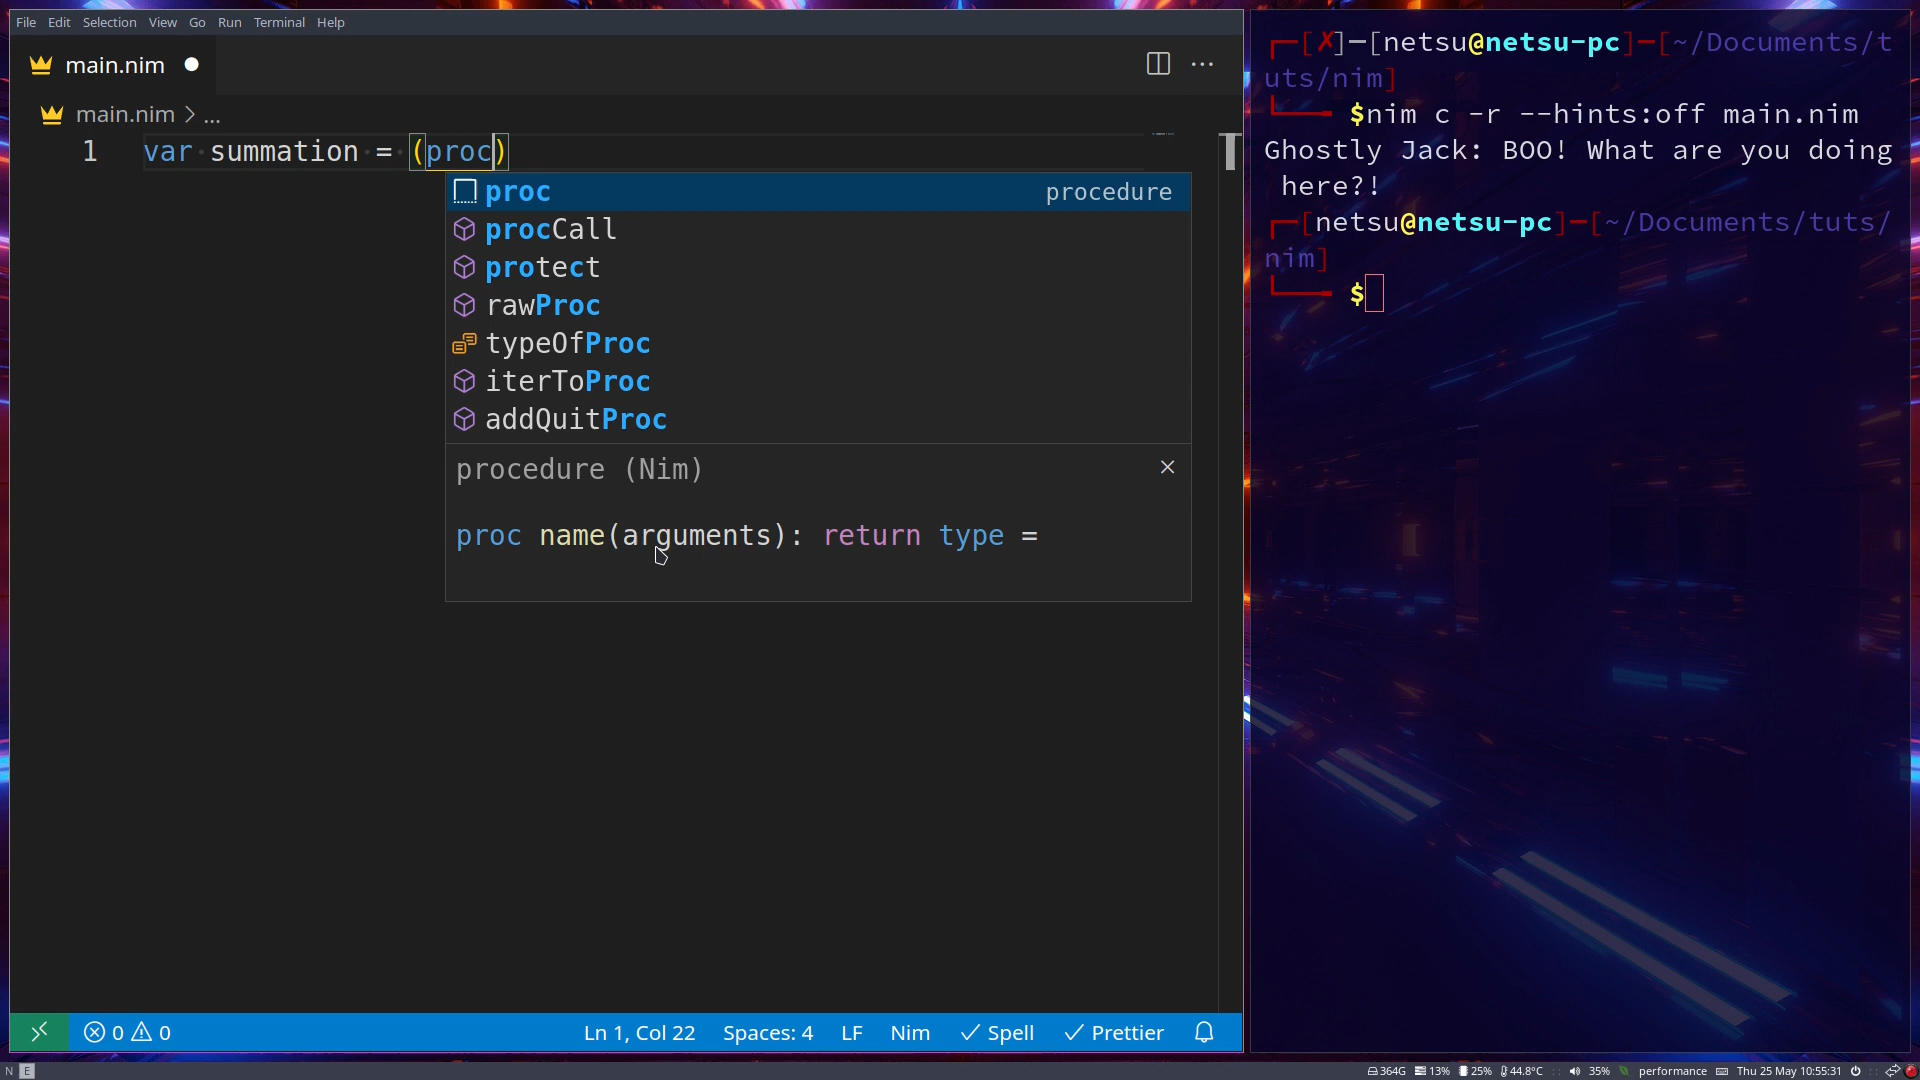 File Edit Selection View Go Run Terminal Help
main.nim
main.nim > ...
1 var summation = (proc)
proc procedure
procCall
protect
rawProc
typeOfProc
iterToProc
addQuitProc
procedure (Nim)
proc name(arguments): return type =
0 0 Ln 1, Col 22 Spaces: 4 LF Nim Spell Prettier
[✗]─[netsu@netsu-pc]─[~/Documents/t
uts/nim]
$nim c -r --hints:off main.nim
Ghostly Jack: BOO! What are you doing
here?!
[netsu@netsu-pc]─[~/Documents/tuts/
nim]
$
N E 364G 13% 25% 44.8°C 35% performance Thu 25 May 10:55:31